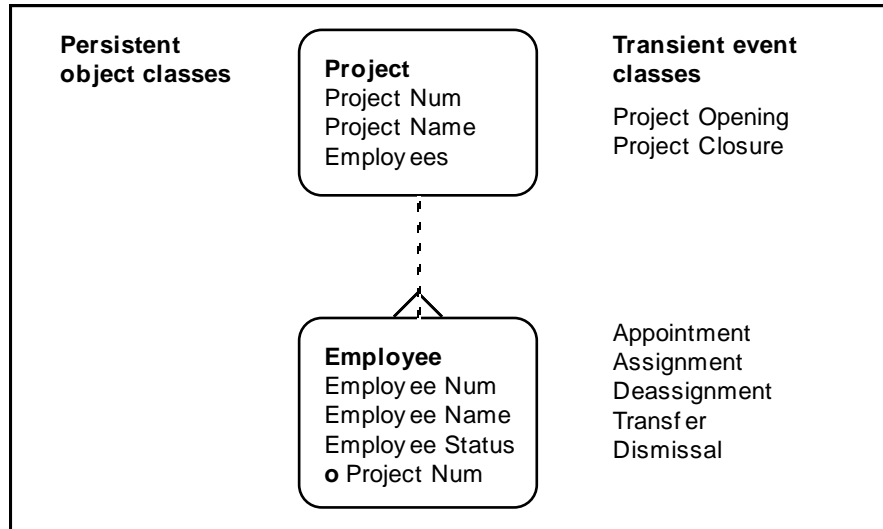 Persistent
object classes
Project
Project Num
Project Name
Employees
Transient event
classes
Project Opening
Project Closure
Employee
Employee Num
Employee Name
Employee Status
o Project Num
Appointment
Assignment
Deassignment
Transfer
Dismissal